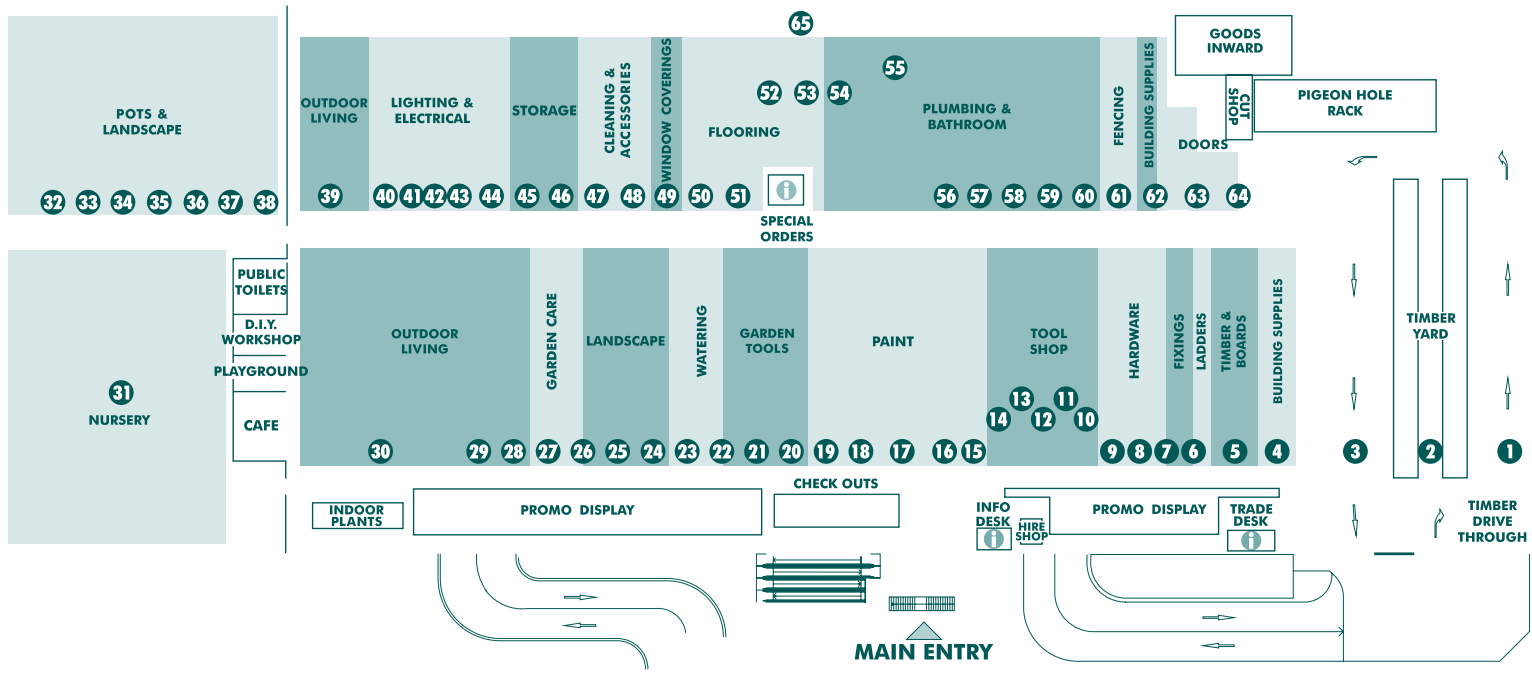 65
GOODS
INWARD
CUT
SHOP
PIGEON HOLE
RACK
POTS &
LANDSCAPE
OUTDOOR
LIVING
LIGHTING &
ELECTRICAL
STORAGE
CLEANING &
ACCESSORIES
WINDOW COVERINGS
FLOORING
52 53 54 55
PLUMBING &
BATHROOM
FENCING
BUILDING SUPPLIES
DOORS
32 33 34 35 36 37 38
39 40 41 42 43 44 45 46 47 48 49 50 51
i
56 57 58 59 60 61 62 63 64
SPECIAL
ORDERS
PUBLIC
TOILETS
D.I.Y.
WORKSHOP
PLAYGROUND
CAFE
31
NURSERY
OUTDOOR
LIVING
GARDEN CARE
LANDSCAPE
WATERING
GARDEN
TOOLS
PAINT
TOOL
SHOP
HARDWARE
FIXINGS
LADDERS
TIMBER &
BOARDS
BUILDING SUPPLIES
TIMBER
YARD
13 11
14 12 10
30 29 28 27 26 25 24 23 22 21 20 19 18 17 16 15
9 8 7 6 5 4 3 2 1
CHECK OUTS
INDOOR
PLANTS
PROMO DISPLAY
INFO
DESK
i
HIRE
SHOP
PROMO DISPLAY
TRADE
DESK
i
TIMBER
DRIVE
THROUGH
MAIN ENTRY